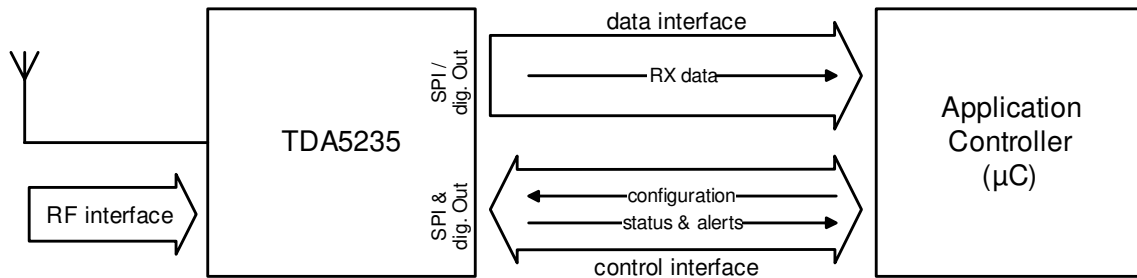 data interface
SPI /
dig. Out
RX data
TDA5235
Application
Controller
(µC)
RF interface
SPI &
dig. Out
configuration
status & alerts
control interface